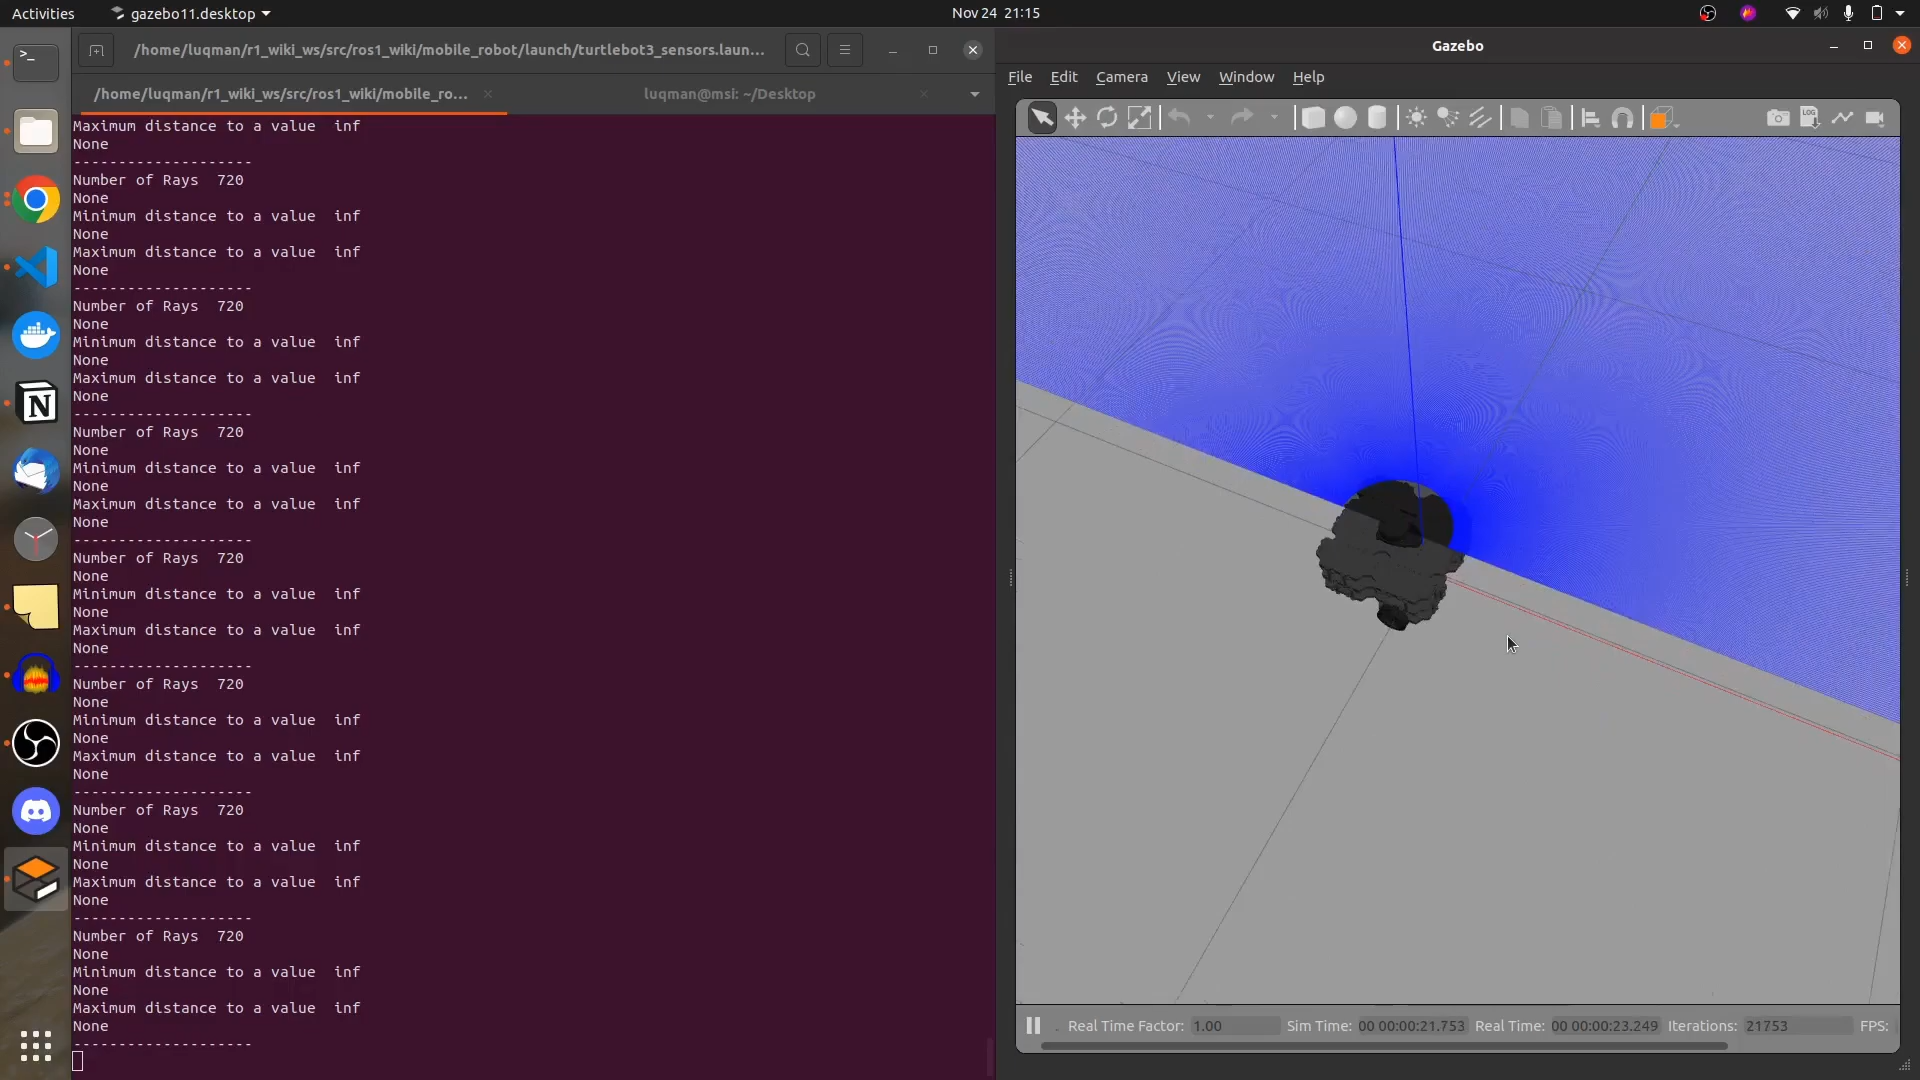 Activities
gazebo11.desktop
Nov 24 21:15
/home/luqman/r1_wiki_ws/src/ros1_wiki/mobile_robot/launch/turtlebot3_sensors.laun...
/home/luqman/r1_wiki_ws/src/ros1_wiki/mobile_ro...
luqman@msi: ~/Desktop
Maximum distance to a value  inf
None
--------------------
Number of Rays  720
None
Minimum distance to a value  inf
None
Maximum distance to a value  inf
None
--------------------
Number of Rays  720
None
Minimum distance to a value  inf
None
Maximum distance to a value  inf
None
--------------------
Number of Rays  720
None
Minimum distance to a value  inf
None
Maximum distance to a value  inf
None
--------------------
Number of Rays  720
None
Minimum distance to a value  inf
None
Maximum distance to a value  inf
None
--------------------
Number of Rays  720
None
Minimum distance to a value  inf
None
Maximum distance to a value  inf
None
--------------------
Number of Rays  720
None
Minimum distance to a value  inf
None
Maximum distance to a value  inf
None
--------------------
Number of Rays  720
None
Minimum distance to a value  inf
None
Maximum distance to a value  inf
None
--------------------
Gazebo
File Edit Camera View Window Help
LOG
Real Time Factor: 1.00 Sim Time: 00 00:00:21.753 Real Time: 00 00:00:23.249 Iterations: 21753 FPS: